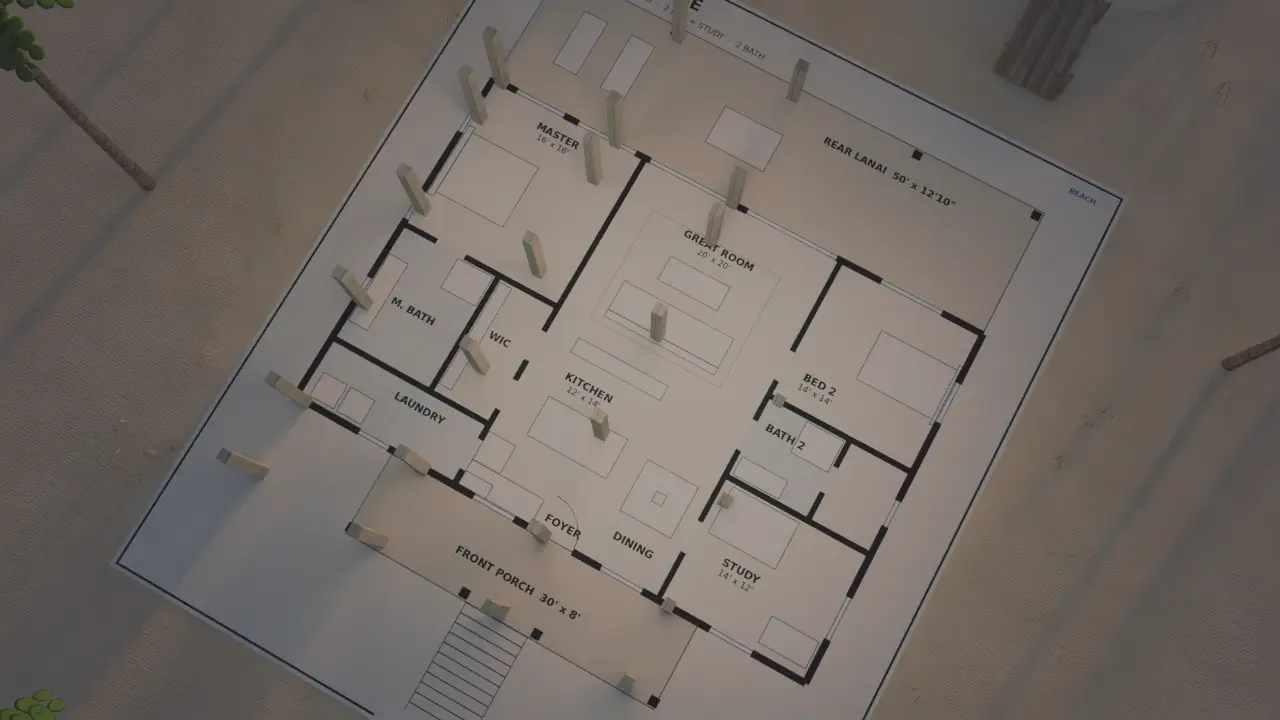 E
+ STUDY · 2 BATH
BEACH
REAR LANAI 50' x 12'10"
MASTER
16' x 16'
GREAT ROOM
20' x 20'
M. BATH
WIC
KITCHEN
12' x 14'
BED 2
14' x 14'
LAUNDRY
BATH 2
FOYER
DINING
STUDY
14' x 12'
FRONT PORCH 30' x 8'